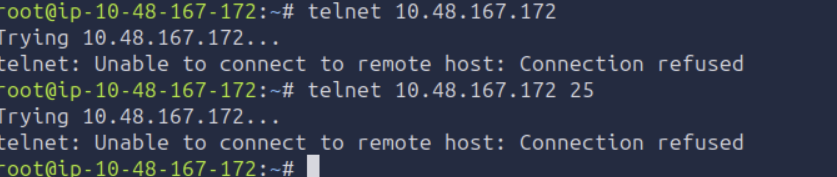 root@ip-10-48-167-172:~# telnet 10.48.167.172
Trying 10.48.167.172...
telnet: Unable to connect to remote host: Connection refused
root@ip-10-48-167-172:~# telnet 10.48.167.172 25
Trying 10.48.167.172...
telnet: Unable to connect to remote host: Connection refused
root@ip-10-48-167-172:~#